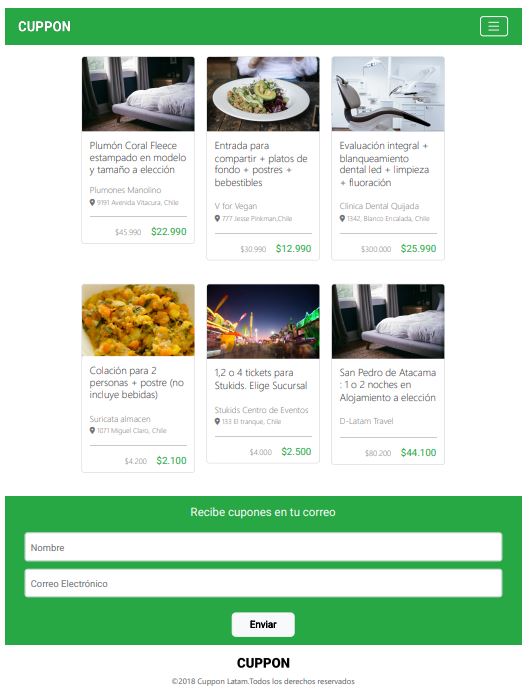 CUPPON
Plumón Coral Fleece
estampado en modelo
y tamaño a elección
Plumones Manolino
9191 Avenida Vitacura, Chile
$45.990 $22.990
Entrada para
compartir + platos de
fondo + postres +
bebestibles
V for Vegan
777 Jesse Pinkman,Chile
$30.990 $12.990
Evaluación integral +
blanqueamiento
dental led + limpieza
+ fluoración
Clinica Dental Quijada
1342, Blanco Encalada, Chile
$300.000 $25.990
Colación para 2
personas + postre (no
incluye bebidas)
Suricata almacen
1071 Miguel Claro, Chile
$4.200 $2.100
1,2 o 4 tickets para
Stukids. Elige Sucursal
Stukids Centro de Eventos
133 El tranque, Chile
$4.000 $2.500
San Pedro de Atacama
: 1 o 2 noches en
Alojamiento a elección
D-Latam Travel
$80.200 $44.100
Recibe cupones en tu correo
Nombre
Correo Electrónico
Enviar
CUPPON
©2018 Cuppon Latam.Todos los derechos reservados